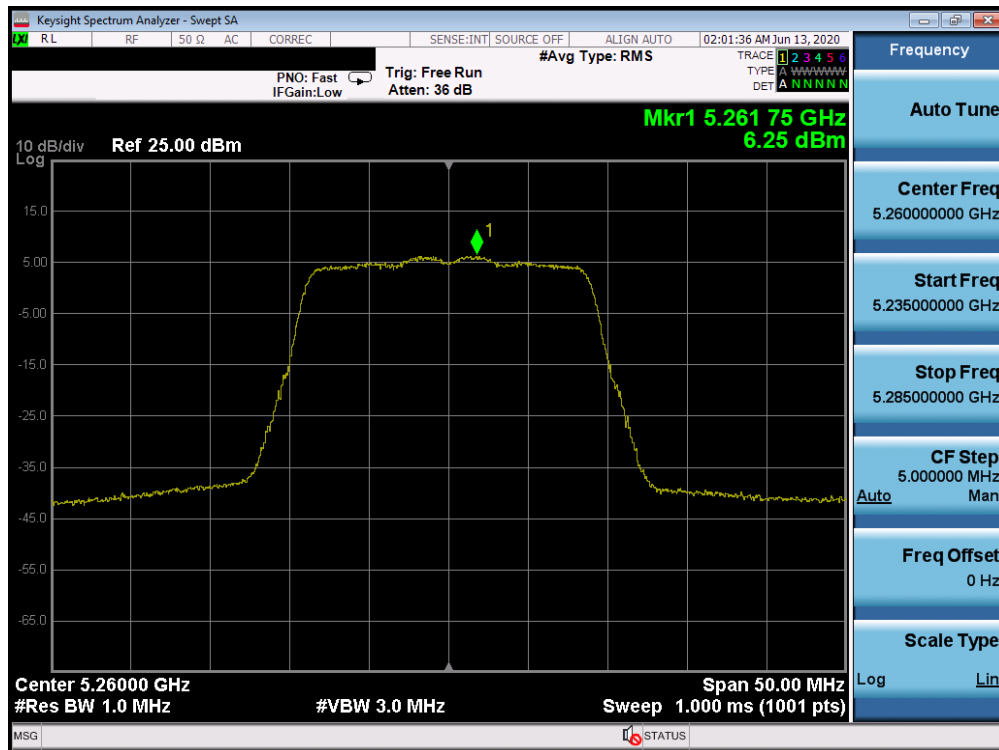 Keysight Spectrum Analyzer - Swept SA
LXI RL RF 50 Ω AC CORREC SENSE:INT SOURCE OFF ALIGN AUTO 02:01:36 AM Jun 13, 2020
#Avg Type: RMS
TRACE 1 2 3 4 5 6
TYPE A WWWWW
DET A N N N N N
PNO: Fast
IFGain:Low
Trig: Free Run
Atten: 36 dB
Mkr1 5.261 75 GHz
6.25 dBm
10 dB/div
Log
Ref 25.00 dBm
1
15.0
5.00
-5.00
-15.0
-25.0
-35.0
-45.0
-55.0
-65.0
Center 5.26000 GHz
Span 50.00 MHz
#Res BW 1.0 MHz
#VBW 3.0 MHz
Sweep 1.000 ms (1001 pts)
MSG
STATUS
Frequency
Auto Tune
Center Freq
5.260000000 GHz
Start Freq
5.235000000 GHz
Stop Freq
5.285000000 GHz
CF Step
5.000000 MHz
Auto Man
Freq Offset
0 Hz
Scale Type
Log Lin